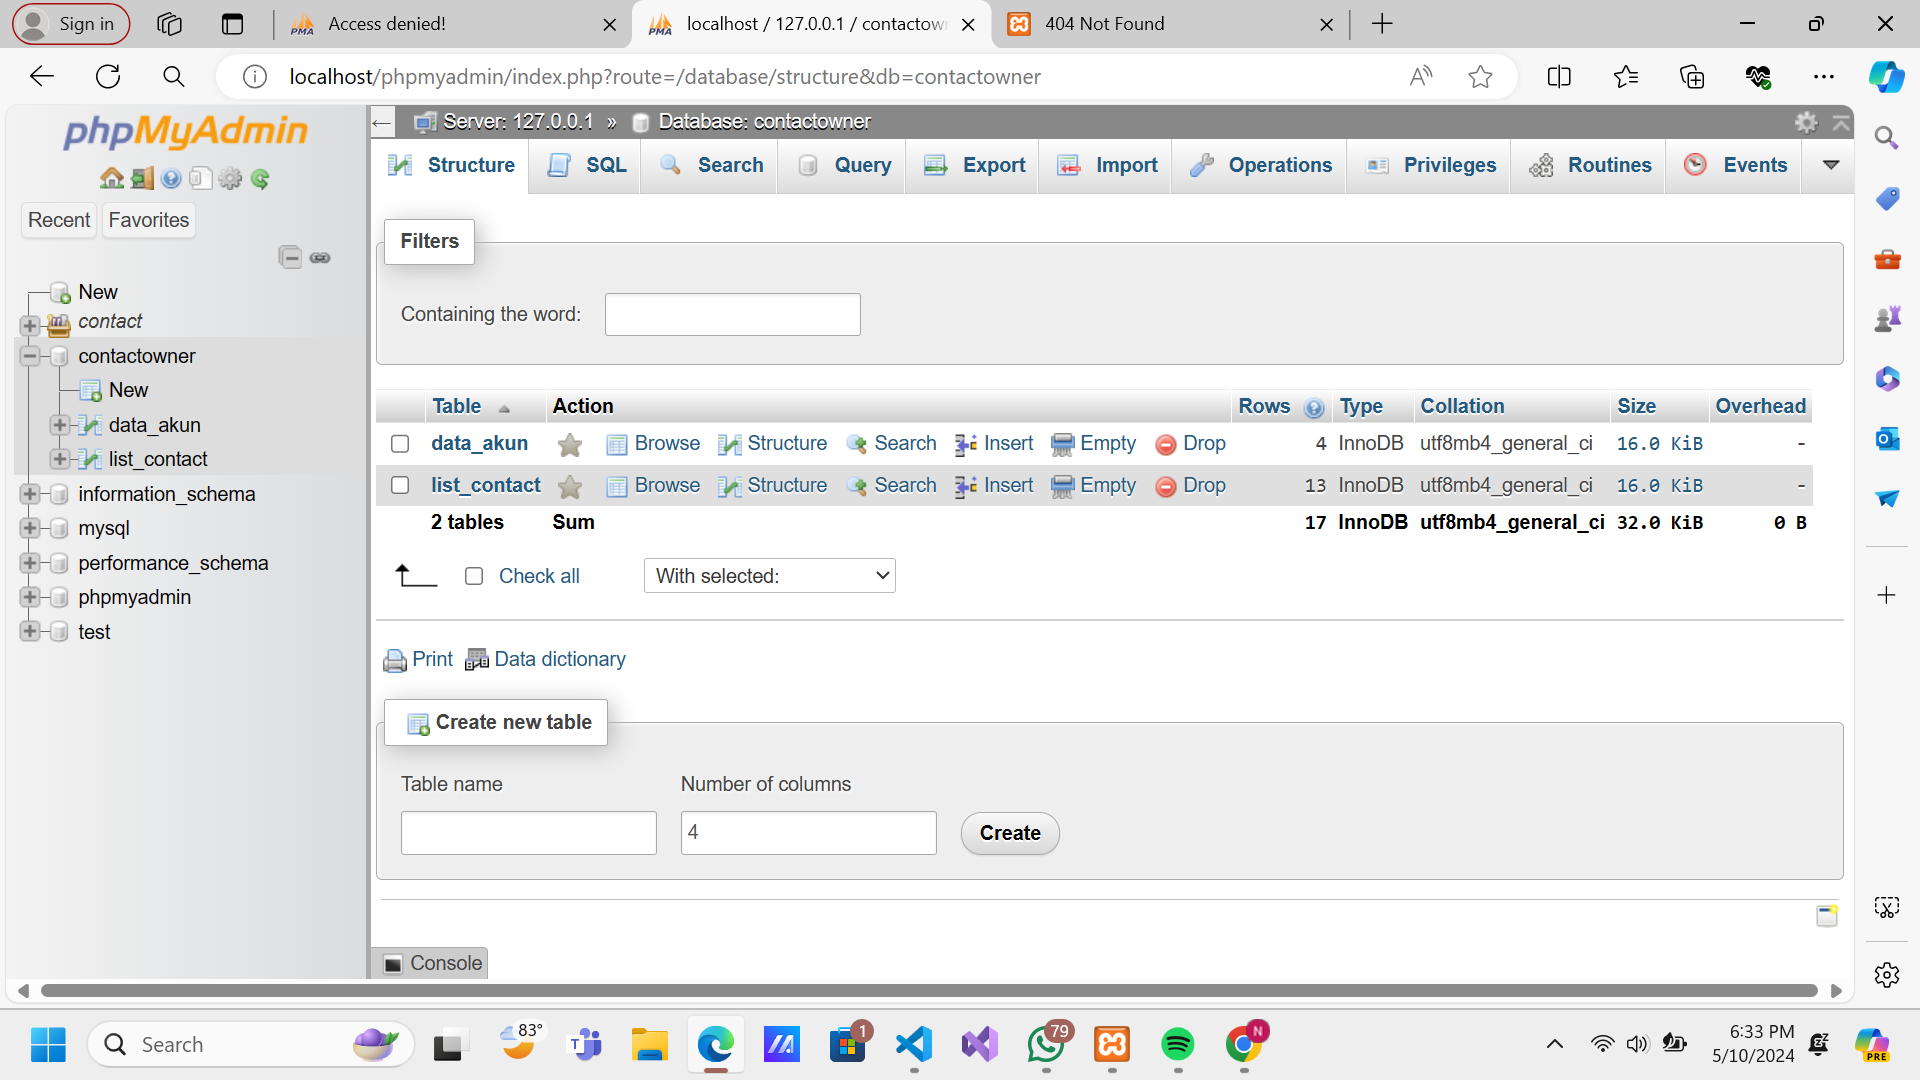 Sign in
Access denied!
localhost / 127.0.0.1 / contactown
404 Not Found
localhost/phpmyadmin/index.php?route=/database/structure&db=contactowner
phpMyAdmin
Recent
Favorites
New
contact
contactowner
New
data_akun
list_contact
information_schema
mysql
performance_schema
phpmyadmin
test
Server: 127.0.0.1 » Database: contactowner
Structure SQL Search Query Export Import Operations Privileges Routines Events
Filters
Containing the word:
Table Action Rows Type Collation Size Overhead
data_akun Browse Structure Search Insert Empty Drop 4 InnoDB utf8mb4_general_ci 16.0 KiB -
list_contact Browse Structure Search Insert Empty Drop 13 InnoDB utf8mb4_general_ci 16.0 KiB -
2 tables Sum 17 InnoDB utf8mb4_general_ci 32.0 KiB 0 B
Check all With selected:
Print Data dictionary
Create new table
Table name Number of columns
4 Create
Console
Search
83°
1
79
N
6:33 PM
5/10/2024
PRE